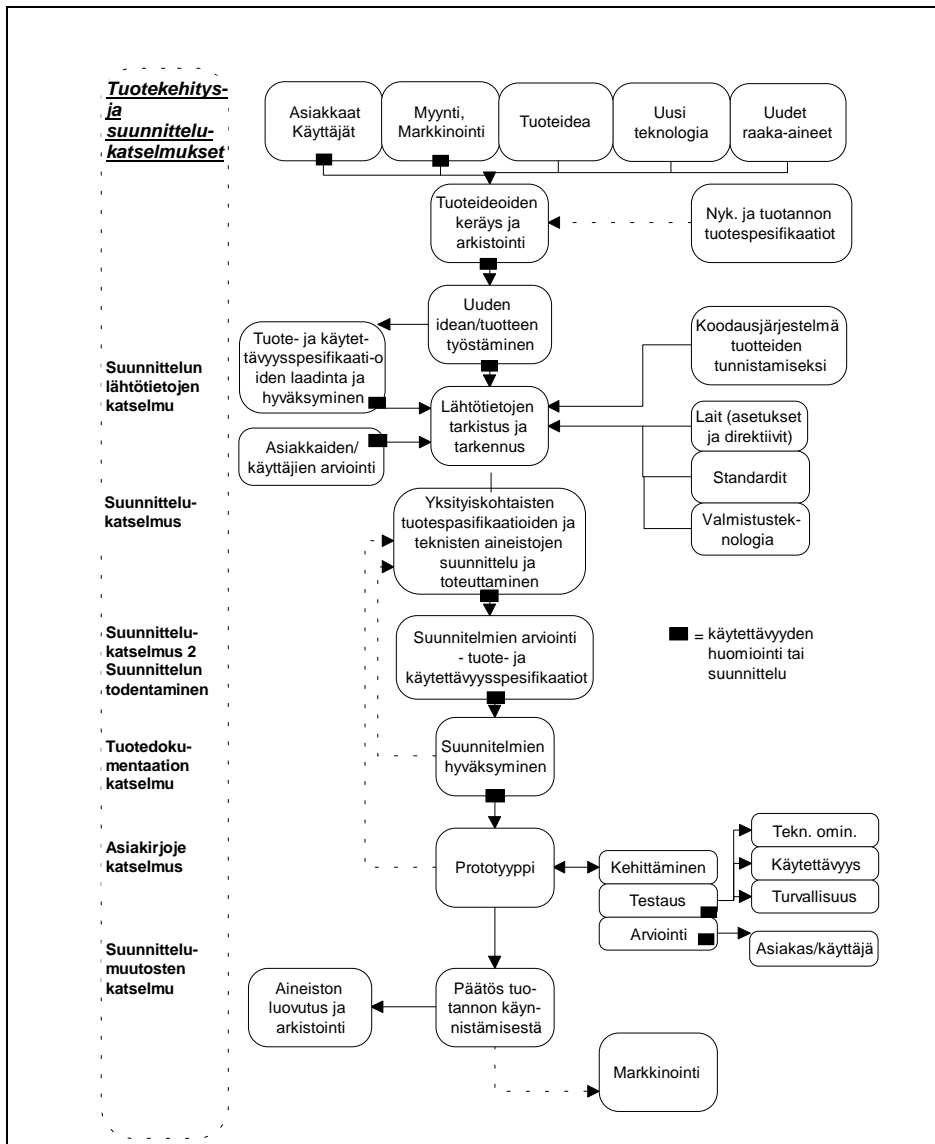 Tuotekehitys-
ja
suunnittelu-
katselmukset
Asiakkaat
Käyttäjät
Myynti,
Markkinointi
Tuoteidea
Uusi
teknologia
Uudet
raaka-aineet
Tuoteideoiden
keräys ja
arkistointi
Nyk. ja tuotannon
tuotespesifikaatiot
Uuden
idean/tuotteen
työstäminen
Tuote- ja käytet-
tävyysspesifikaati-o
iden laadinta ja
hyväksyminen
Koodausjärjestelmä
tuotteiden
tunnistamiseksi
Suunnittelun
lähtötietojen
katselmu
Lähtötietojen
tarkistus ja
tarkennus
Lait (asetukset
ja direktiivit)
Asiakkaiden/
käyttäjien arviointi
Standardit
Valmistustek-
nologia
Suunnittelu-
katselmus
Yksityiskohtaisten
tuotespasifikaatioiden ja
teknisten aineistojen
suunnittelu ja
toteuttaminen
Suunnittelu-
katselmus 2
Suunnittelun
todentaminen
Suunnitelmien arviointi
- tuote- ja
käytettävyysspesifikaatiot
= käytettävyyden
huomiointi tai
suunnittelu
Tuotedoku-
mentaation
katselmu
Suunnitelmien
hyväksyminen
Asiakirjoje
katselmus
Prototyyppi
Kehittäminen
Testaus
Arviointi
Tekn. omin.
Käytettävyys
Turvallisuus
Asiakas/käyttäjä
Suunnittelu-
muutosten
katselmu
Aineiston
luovutus ja
arkistointi
Päätös tuo-
tannon käyn-
nistämisestä
Markkinointi